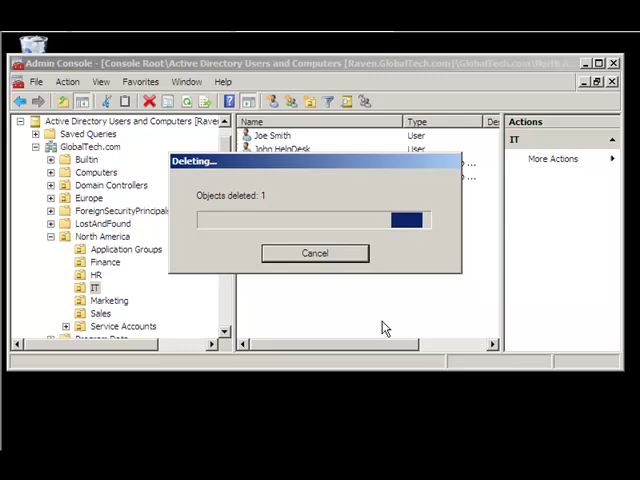 Admin Console - [Console Root\Active Directory Users and Computers [Raven.GlobalTech.com]\GlobalTech.com\North A...
File Action View Favorites Window Help
Active Directory Users and Computers [Raven
Saved Queries
GlobalTech.com
Builtin
Computers
Domain Controllers
Europe
ForeignSecurityPrincipals
LostAndFound
North America
Application Groups
Finance
HR
IT
Marketing
Sales
Service Accounts
Program Data
Name Type
Joe Smith User
John HelpDesk User
Deleting...
Objects deleted: 1
Cancel
Actions
IT
More Actions